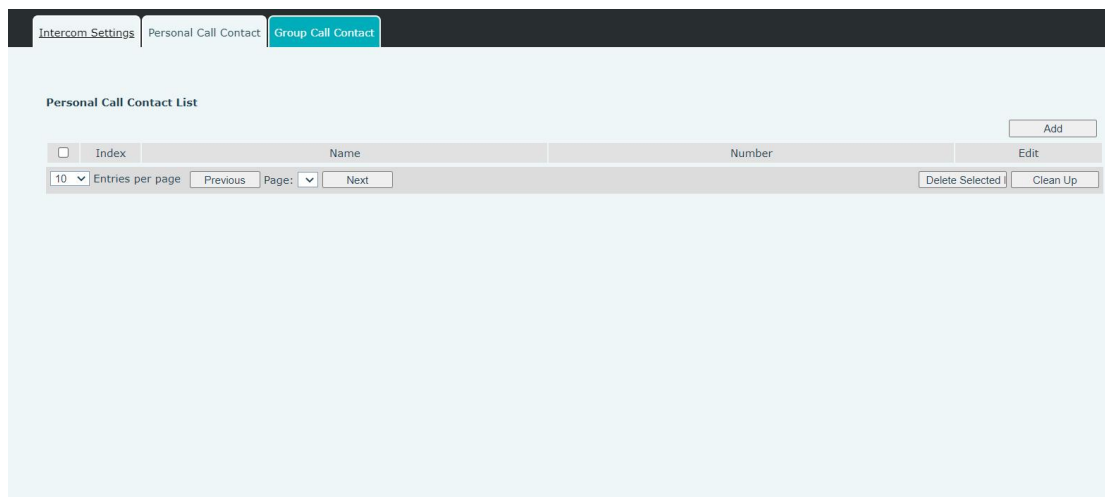 Intercom Settings Personal Call Contact Group Call Contact
Personal Call Contact List
Add
Index Name Number Edit
10 Entries per page Previous Page: Next Delete Selected Clean Up